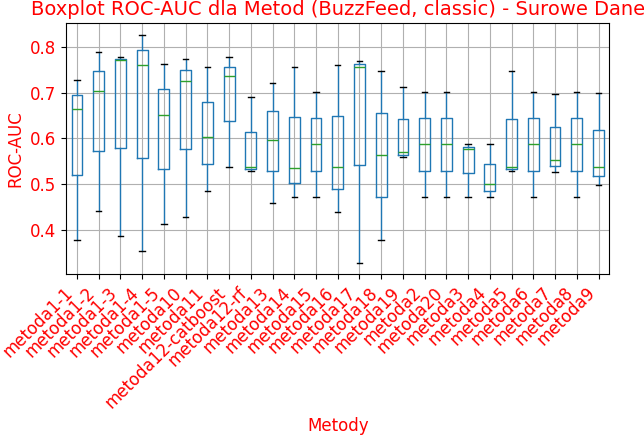 Boxplot ROC-AUC dla Metod (BuzzFeed, classic) - Surowe Dane
ROC-AUC
0.8
0.7
0.6
0.5
0.4
metoda1-1
metoda1-2
metoda1-3
metoda1-4
metoda1-5
metoda10
metoda11
metoda12-catboost
metoda12-rf
metoda13
metoda14
metoda15
metoda16
metoda17
metoda18
metoda19
metoda2
metoda20
metoda3
metoda4
metoda5
metoda6
metoda7
metoda8
metoda9
Metody